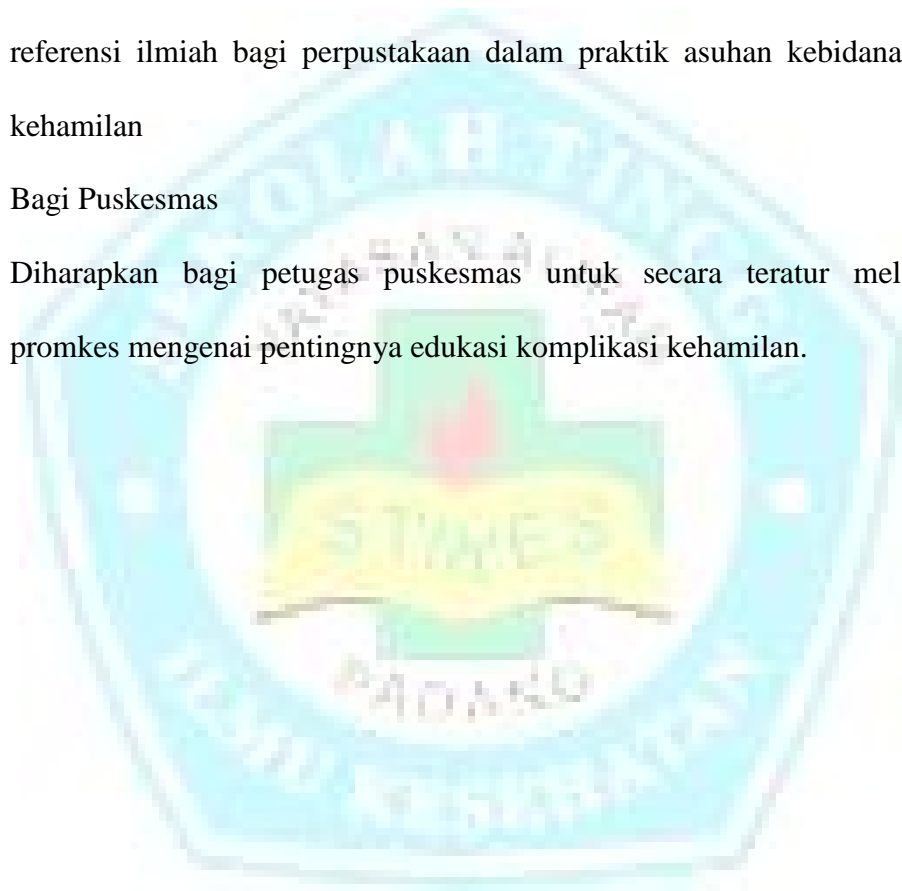 referensi ilmiah bagi perpustakaan dalam praktik asuhan kebidana
kehamilan
Bagi Puskesmas
Diharapkan bagi petugas puskesmas untuk secara teratur mel
promkes mengenai pentingnya edukasi komplikasi kehamilan.
PADANG